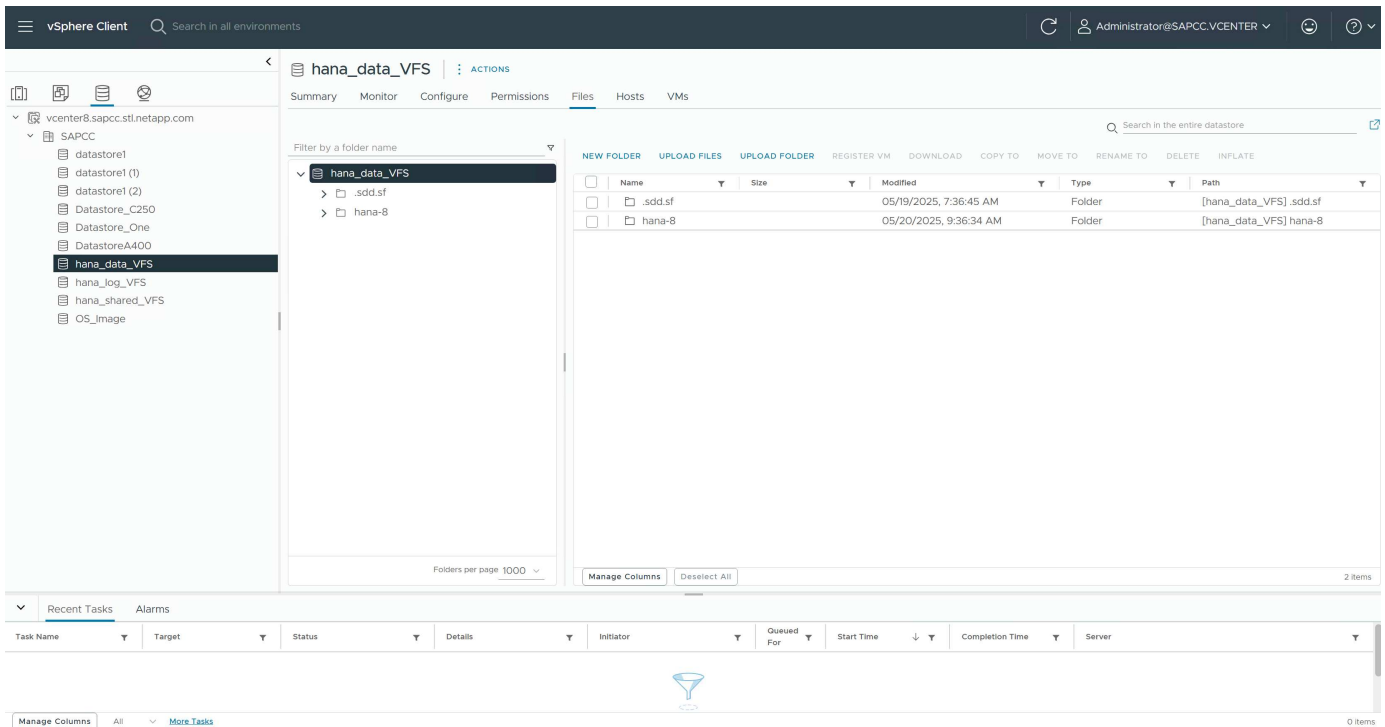 vSphere Client
Search in all environments
Administrator@SAPCC.VCENTER
hana_data_VFS
ACTIONS
Summary Monitor Configure Permissions Files Hosts VMs
vcenter8.sapcc.stl.netapp.com
SAPCC
datastore1
datastore1 (1)
datastore1 (2)
Datastore_C250
Datastore_One
DatastoreA400
hana_data_VFS
hana_log_VFS
hana_shared_VFS
OS_Image
Filter by a folder name
hana_data_VFS
.sdd.sf
hana-8
Folders per page 1000
Search in the entire datastore
NEW FOLDER UPLOAD FILES UPLOAD FOLDER REGISTER VM DOWNLOAD COPY TO MOVE TO RENAME TO DELETE INFLATE
Name Size Modified Type Path
.sdd.sf 05/19/2025, 7:36:45 AM Folder [hana_data_VFS] .sdd.sf
hana-8 05/20/2025, 9:36:34 AM Folder [hana_data_VFS] hana-8
Manage Columns Deselect All 2 items
Recent Tasks Alarms
Task Name Target Status Details Initiator Queued For Start Time Completion Time Server
Manage Columns All More Tasks 0 items